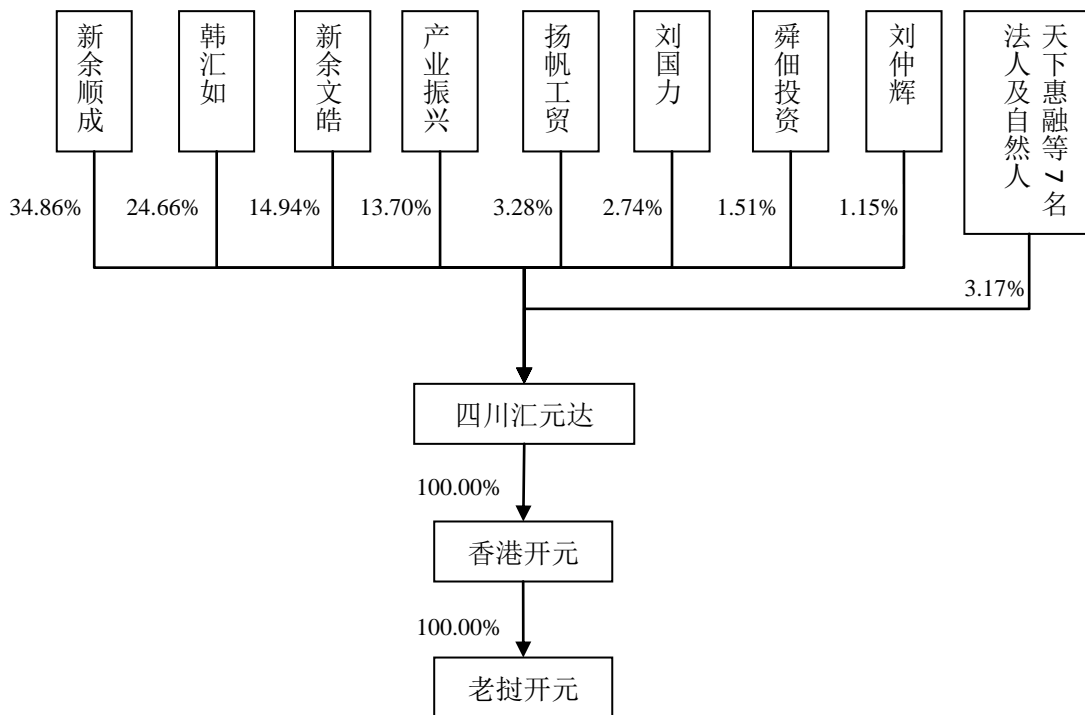 新余顺成
韩汇如
新余文皓
产业振兴
扬帆工贸
刘国力
舜佃投资
刘仲辉
天下惠融等7名
法人及自然人
34.86%
24.66%
14.94%
13.70%
3.28%
2.74%
1.51%
1.15%
3.17%
四川汇元达
100.00%
香港开元
100.00%
老挝开元